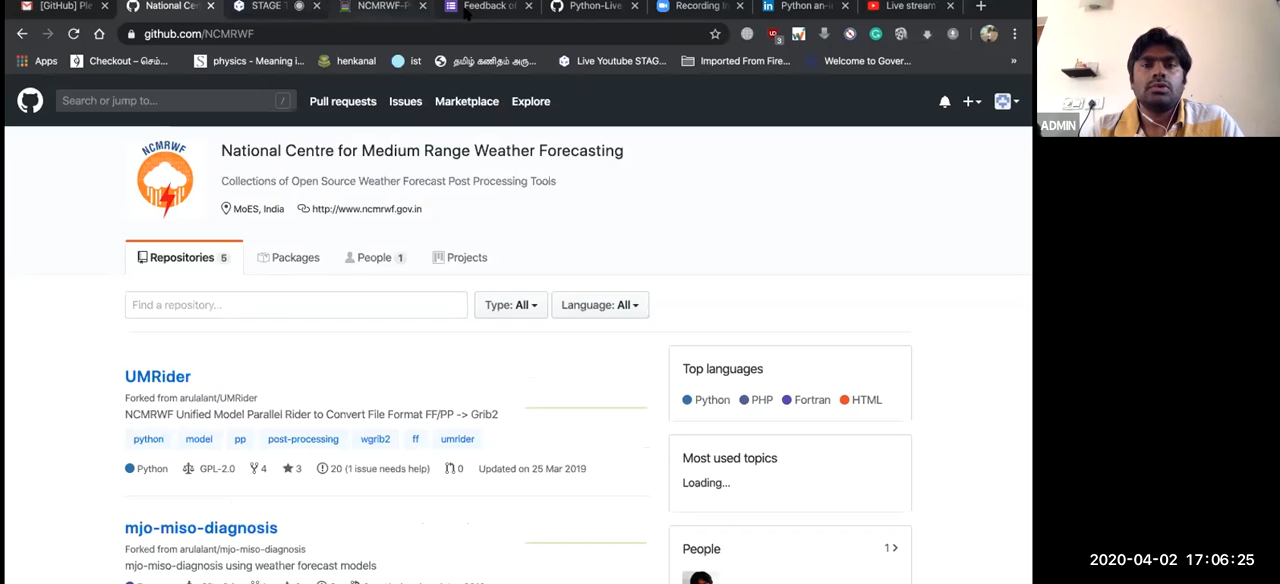 [GitHub] Ple
National Cen
STAGE 1
NCMRWF-P
Feedback of
Python-Live
Recording In
Python an-i
Live stream
github.com/NCMRWF
3
Apps
Checkout – செம்...
physics - Meaning i...
henkanal
ist
தமிழ் கணிதம் அரு...
Live Youtube STAG...
Imported From Fire...
Welcome to Gover...
»
Search or jump to...
/
Pull requests
Issues
Marketplace
Explore
ADMIN
NCMRWF
National Centre for Medium Range Weather Forecasting
Collections of Open Source Weather Forecast Post Processing Tools
MoES, India
http://www.ncmrwf.gov.in
Repositories 5
Packages
People 1
Projects
Find a repository...
Type: All
Language: All
UMRider
Forked from arulalant/UMRider
NCMRWF Unified Model Parallel Rider to Convert File Format FF/PP -> Grib2
python model pp post-processing wgrib2 ff umrider
Python GPL-2.0 4 3 20 (1 issue needs help) 0 Updated on 25 Mar 2019
mjo-miso-diagnosis
Forked from arulalant/mjo-miso-diagnosis
mjo-miso-diagnosis using weather forecast models
Top languages
Python PHP Fortran HTML
Most used topics
Loading...
People
1 >
2020-04-02 17:06:25